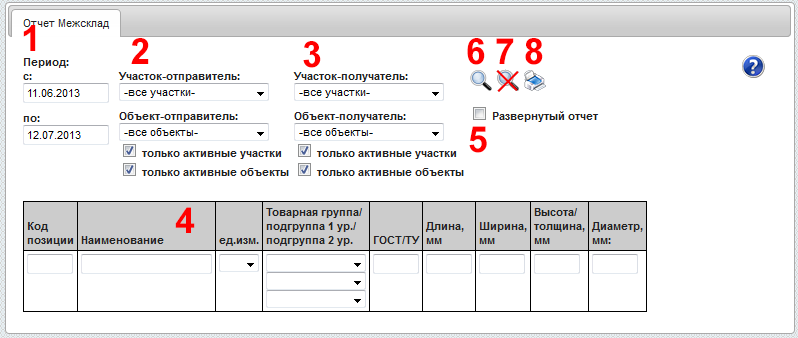 Отчет Межсклад
1
2
3
6 7 8
Период:
с:
11.06.2013
по:
12.07.2013
Участок-отправитель:
-все участки-
Объект-отправитель:
-все объекты-
только активные участки
только активные объекты
Участок-получатель:
-все участки-
Объект-получатель:
-все объекты-
только активные участки
только активные объекты
Развернутый отчет
5
?
4
Код
позиции
Наименование
ед.изм.
Товарная группа/
подгруппа 1 ур./
подгруппа 2 ур.
ГОСТ/ТУ
Длина,
мм
Ширина,
мм
Высота/
толщина,
мм
Диаметр,
мм: